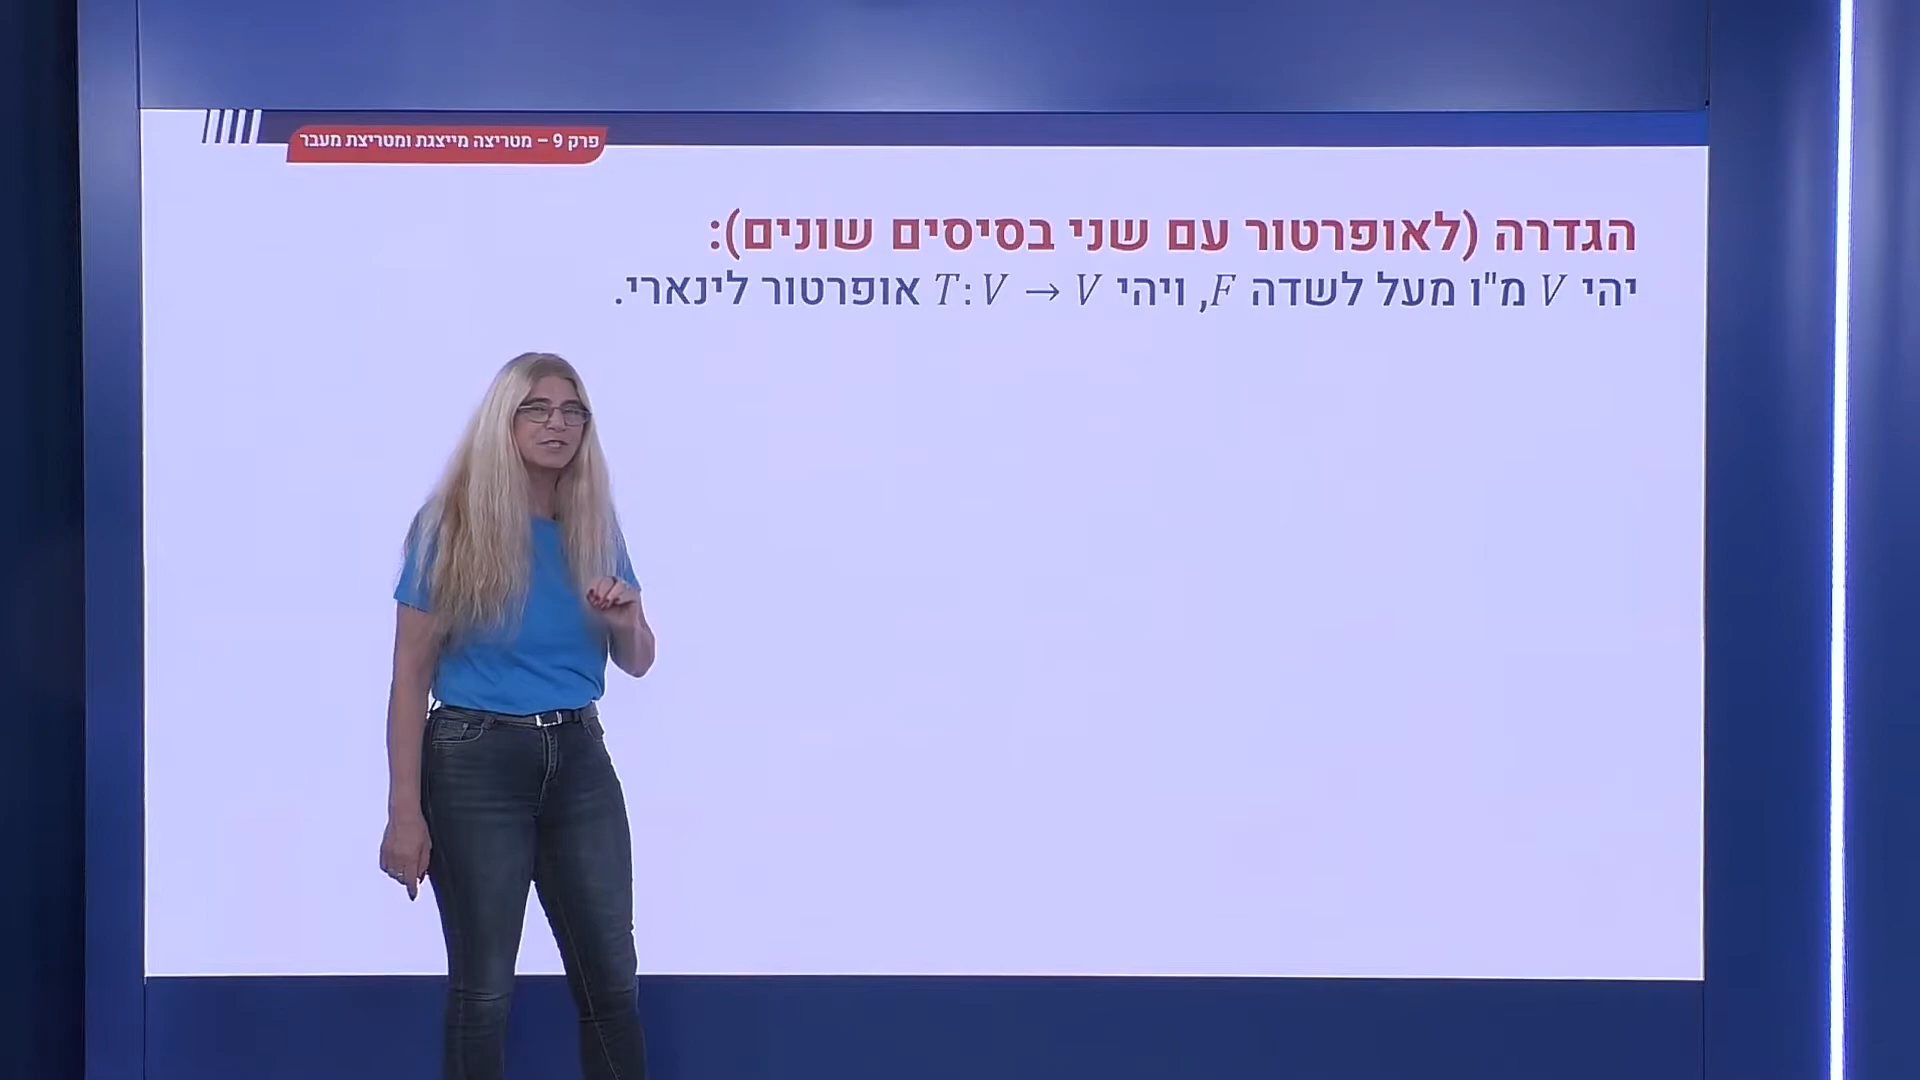 פרק 9 – מטריצה מייצגת ומטריצת מעבר
הגדרה (לאופרטור עם שני בסיסים שונים):
יהי V מ"ו מעל לשדה F, ויהי T: V → V אופרטור לינארי.